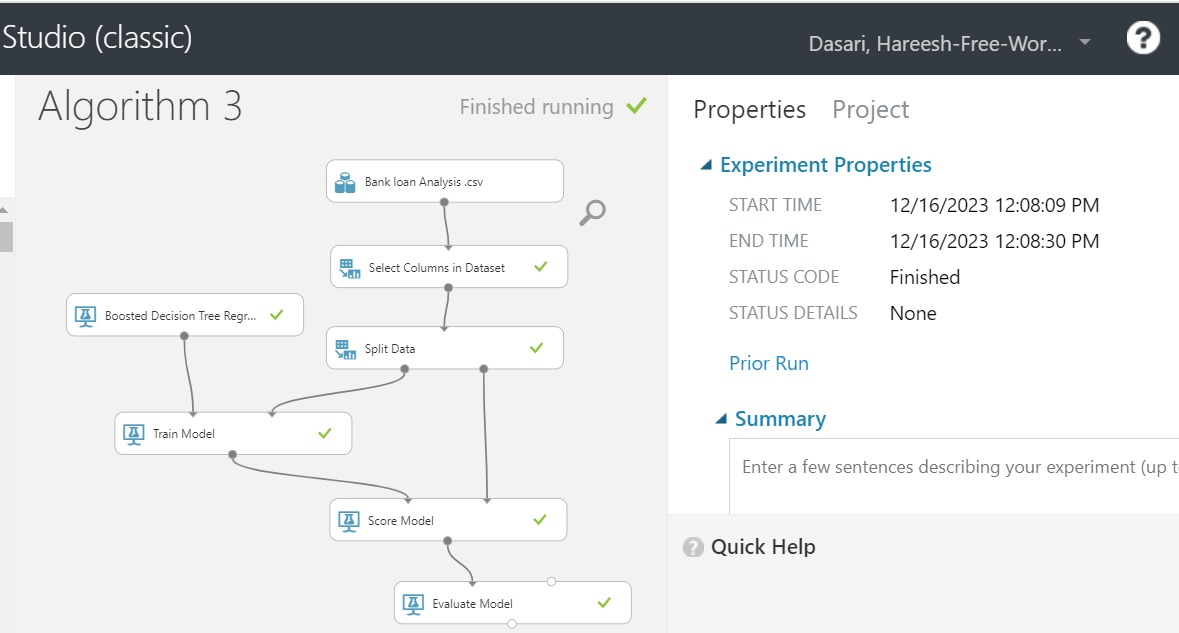 Studio (classic)
Dasari, Hareesh-Free-Wor...
?
Algorithm 3
Finished running
Bank loan Analysis .csv
Select Columns in Dataset
Boosted Decision Tree Regr...
Split Data
Train Model
Score Model
Evaluate Model
Properties Project
Experiment Properties
START TIME 12/16/2023 12:08:09 PM
END TIME 12/16/2023 12:08:30 PM
STATUS CODE Finished
STATUS DETAILS None
Prior Run
Summary
Enter a few sentences describing your experiment (up t
? Quick Help